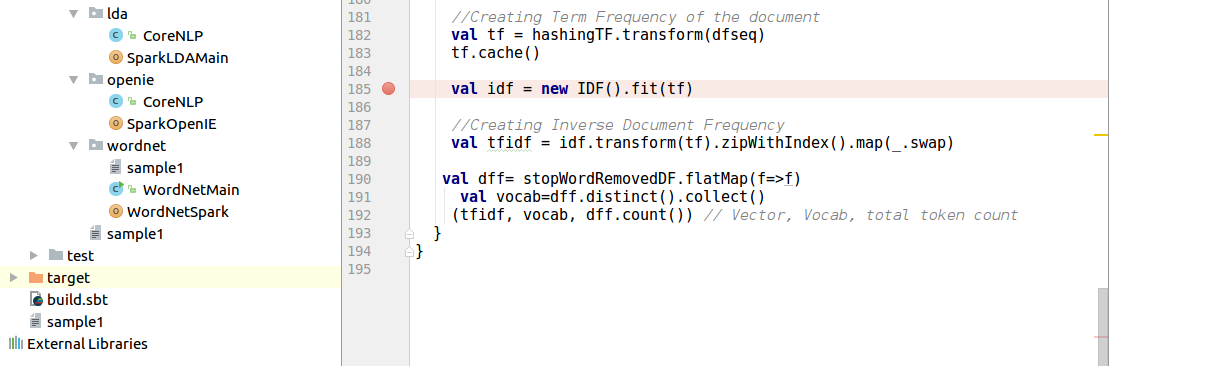 lda
CoreNLP
SparkLDAMain
openie
CoreNLP
SparkOpenIE
wordnet
sample1
WordNetMain
WordNetSpark
sample1
test
target
build.sbt
sample1
External Libraries
181 //Creating Term Frequency of the document
182 val tf = hashingTF.transform(dfseq)
183 tf.cache()
184
185 val idf = new IDF().fit(tf)
186
187 //Creating Inverse Document Frequency
188 val tfidf = idf.transform(tf).zipWithIndex().map(_.swap)
189
190 val dff= stopWordRemovedDF.flatMap(f=>f)
191 val vocab=dff.distinct().collect()
192 (tfidf, vocab, dff.count()) // Vector, Vocab, total token count
193 }
194 }
195